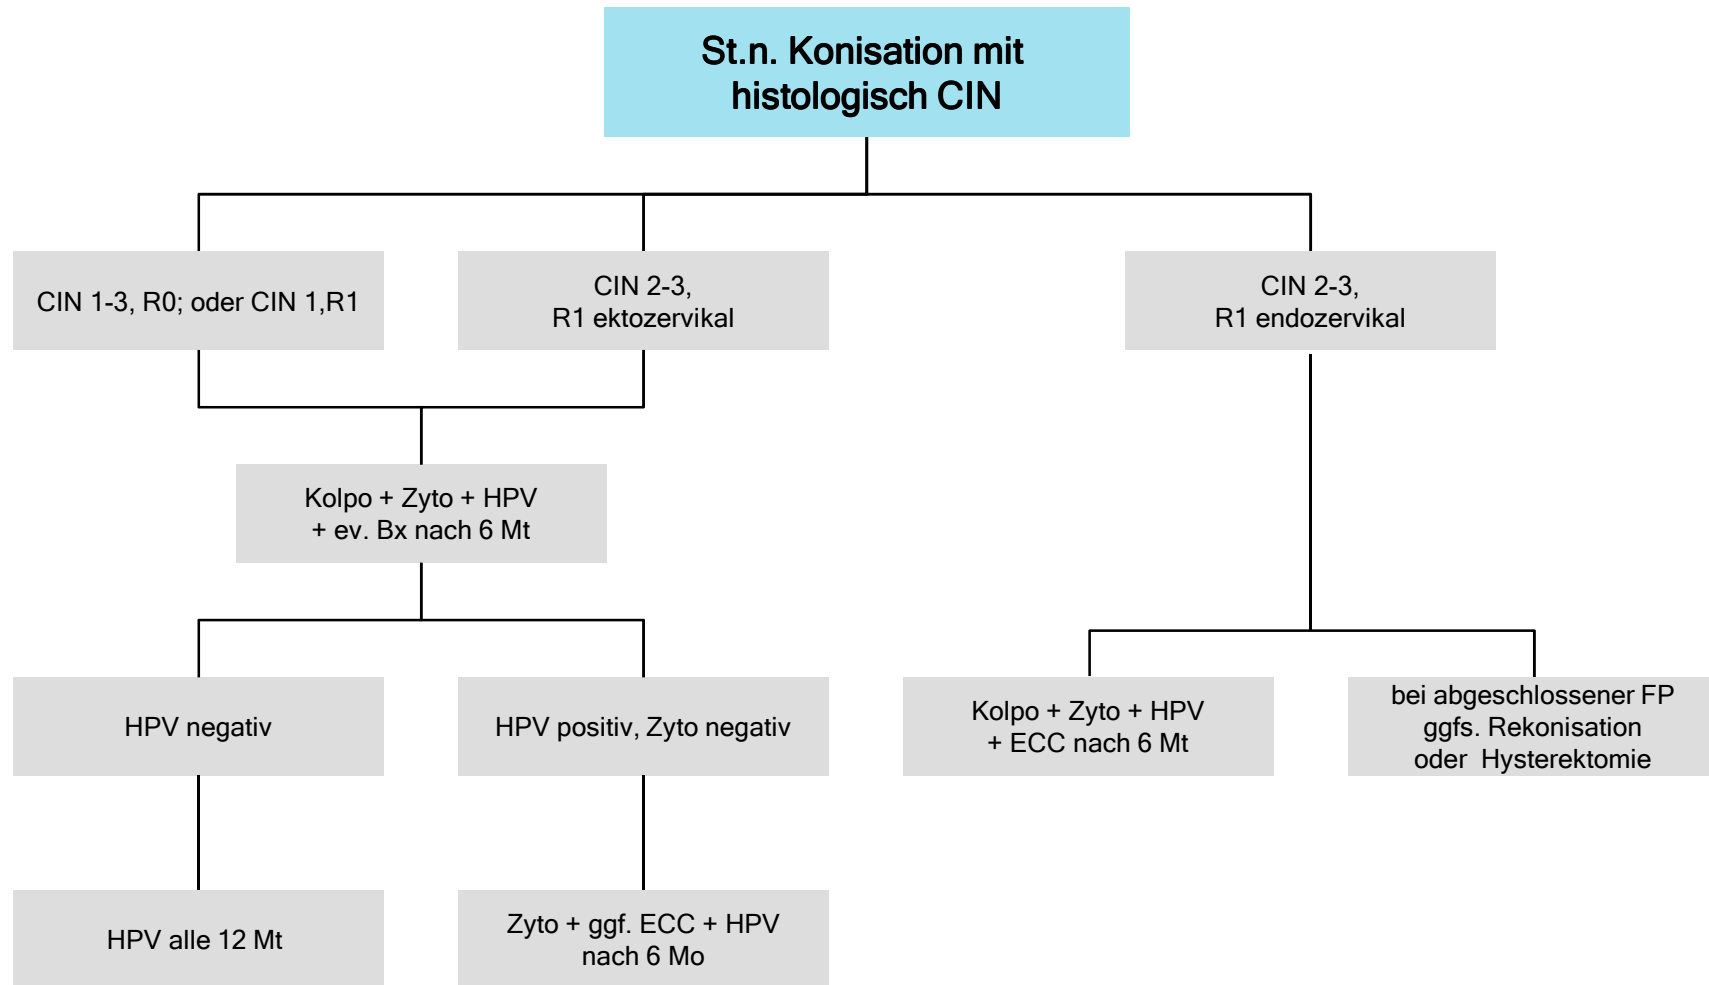 St.n. Konisation mit
histologisch CIN
CIN 1-3, R0; oder CIN 1,R1
CIN 2-3,
R1 ektozervikal
CIN 2-3,
R1 endozervikal
Kolpo + Zyto + HPV
+ ev. Bx nach 6 Mt
HPV negativ
HPV positiv, Zyto negativ
Kolpo + Zyto + HPV
+ ECC nach 6 Mt
bei abgeschlossener FP
ggfs. Rekonisation
oder Hysterektomie
HPV alle 12 Mt
Zyto + ggf. ECC + HPV
nach 6 Mo